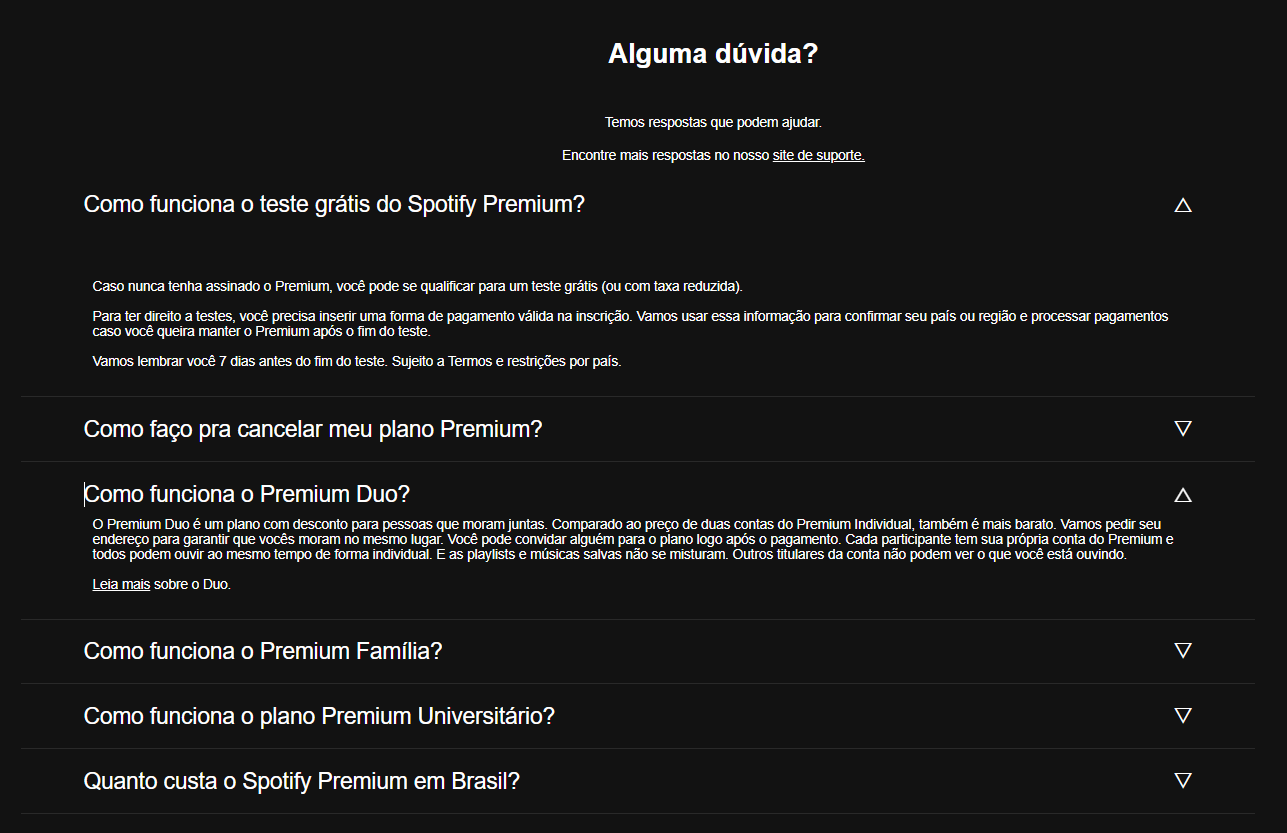 Alguma dúvida?
Temos respostas que podem ajudar.
Encontre mais respostas no nosso site de suporte.
Como funciona o teste grátis do Spotify Premium?
Caso nunca tenha assinado o Premium, você pode se qualificar para um teste grátis (ou com taxa reduzida).
Para ter direito a testes, você precisa inserir uma forma de pagamento válida na inscrição. Vamos usar essa informação para confirmar seu país ou região e processar pagamentos
caso você queira manter o Premium após o fim do teste.
Vamos lembrar você 7 dias antes do fim do teste. Sujeito a Termos e restrições por país.
Como faço pra cancelar meu plano Premium?
Como funciona o Premium Duo?
O Premium Duo é um plano com desconto para pessoas que moram juntas. Comparado ao preço de duas contas do Premium Individual, também é mais barato. Vamos pedir seu
endereço para garantir que vocês moram no mesmo lugar. Você pode convidar alguém para o plano logo após o pagamento. Cada participante tem sua própria conta do Premium e
todos podem ouvir ao mesmo tempo de forma individual. E as playlists e músicas salvas não se misturam. Outros titulares da conta não podem ver o que você está ouvindo.
Leia mais sobre o Duo.
Como funciona o Premium Família?
Como funciona o plano Premium Universitário?
Quanto custa o Spotify Premium em Brasil?